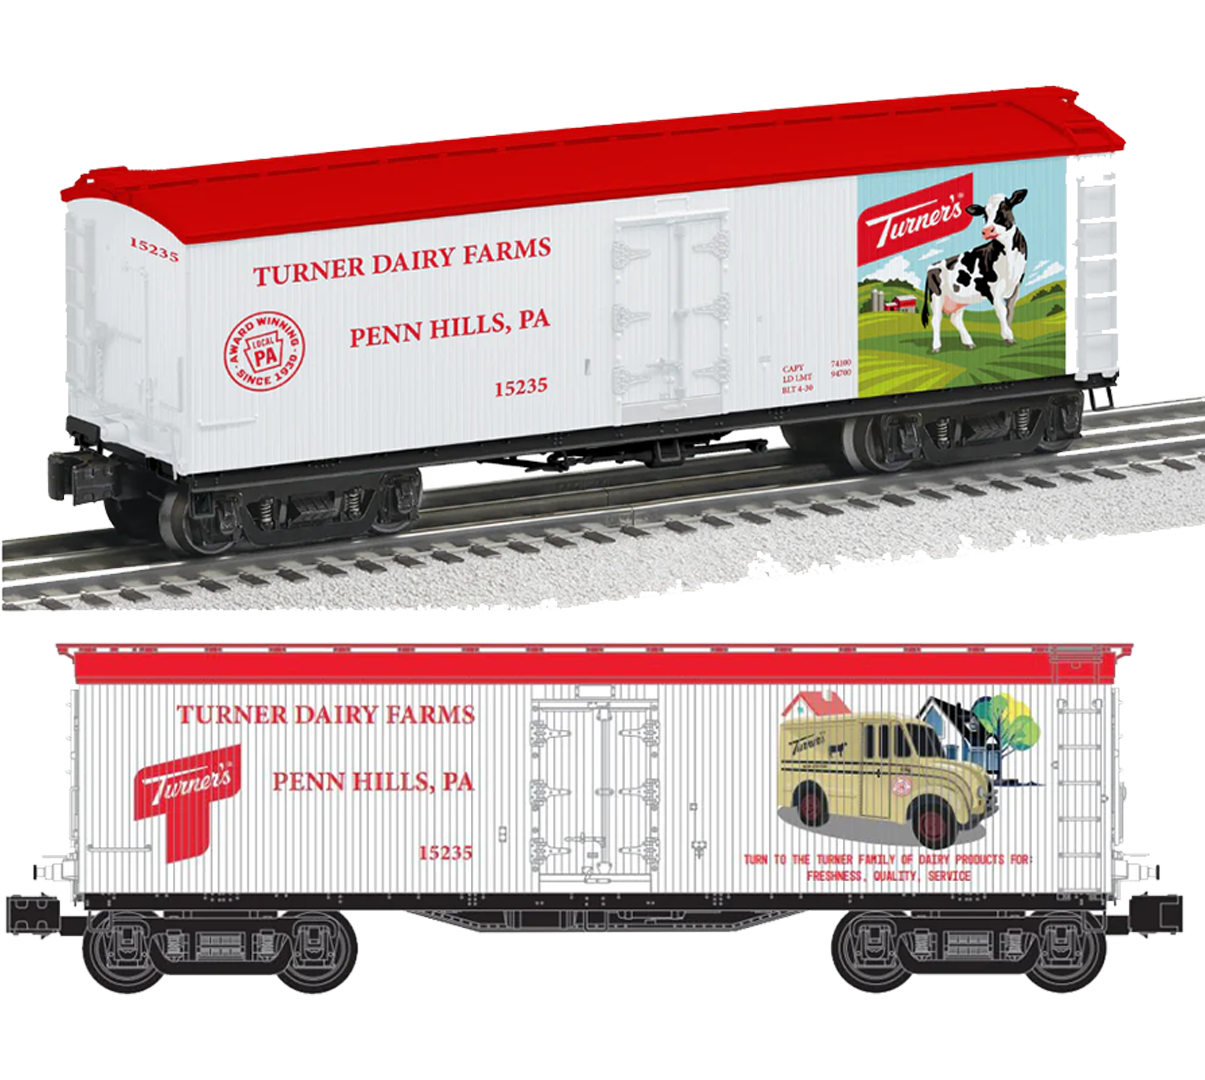 15235
TURNER DAIRY FARMS
PENN HILLS, PA
15235
AWARD WINNING
LOCAL
PA
SINCE 1930
CAPY 74100
LD LMT 94700
BLT 4-30
Turner's
TURNER DAIRY FARMS
Turner's
PENN HILLS, PA
15235
Turner's
TURN TO THE TURNER FAMILY OF DAIRY PRODUCTS FOR:
FRESHNESS, QUALITY, SERVICE